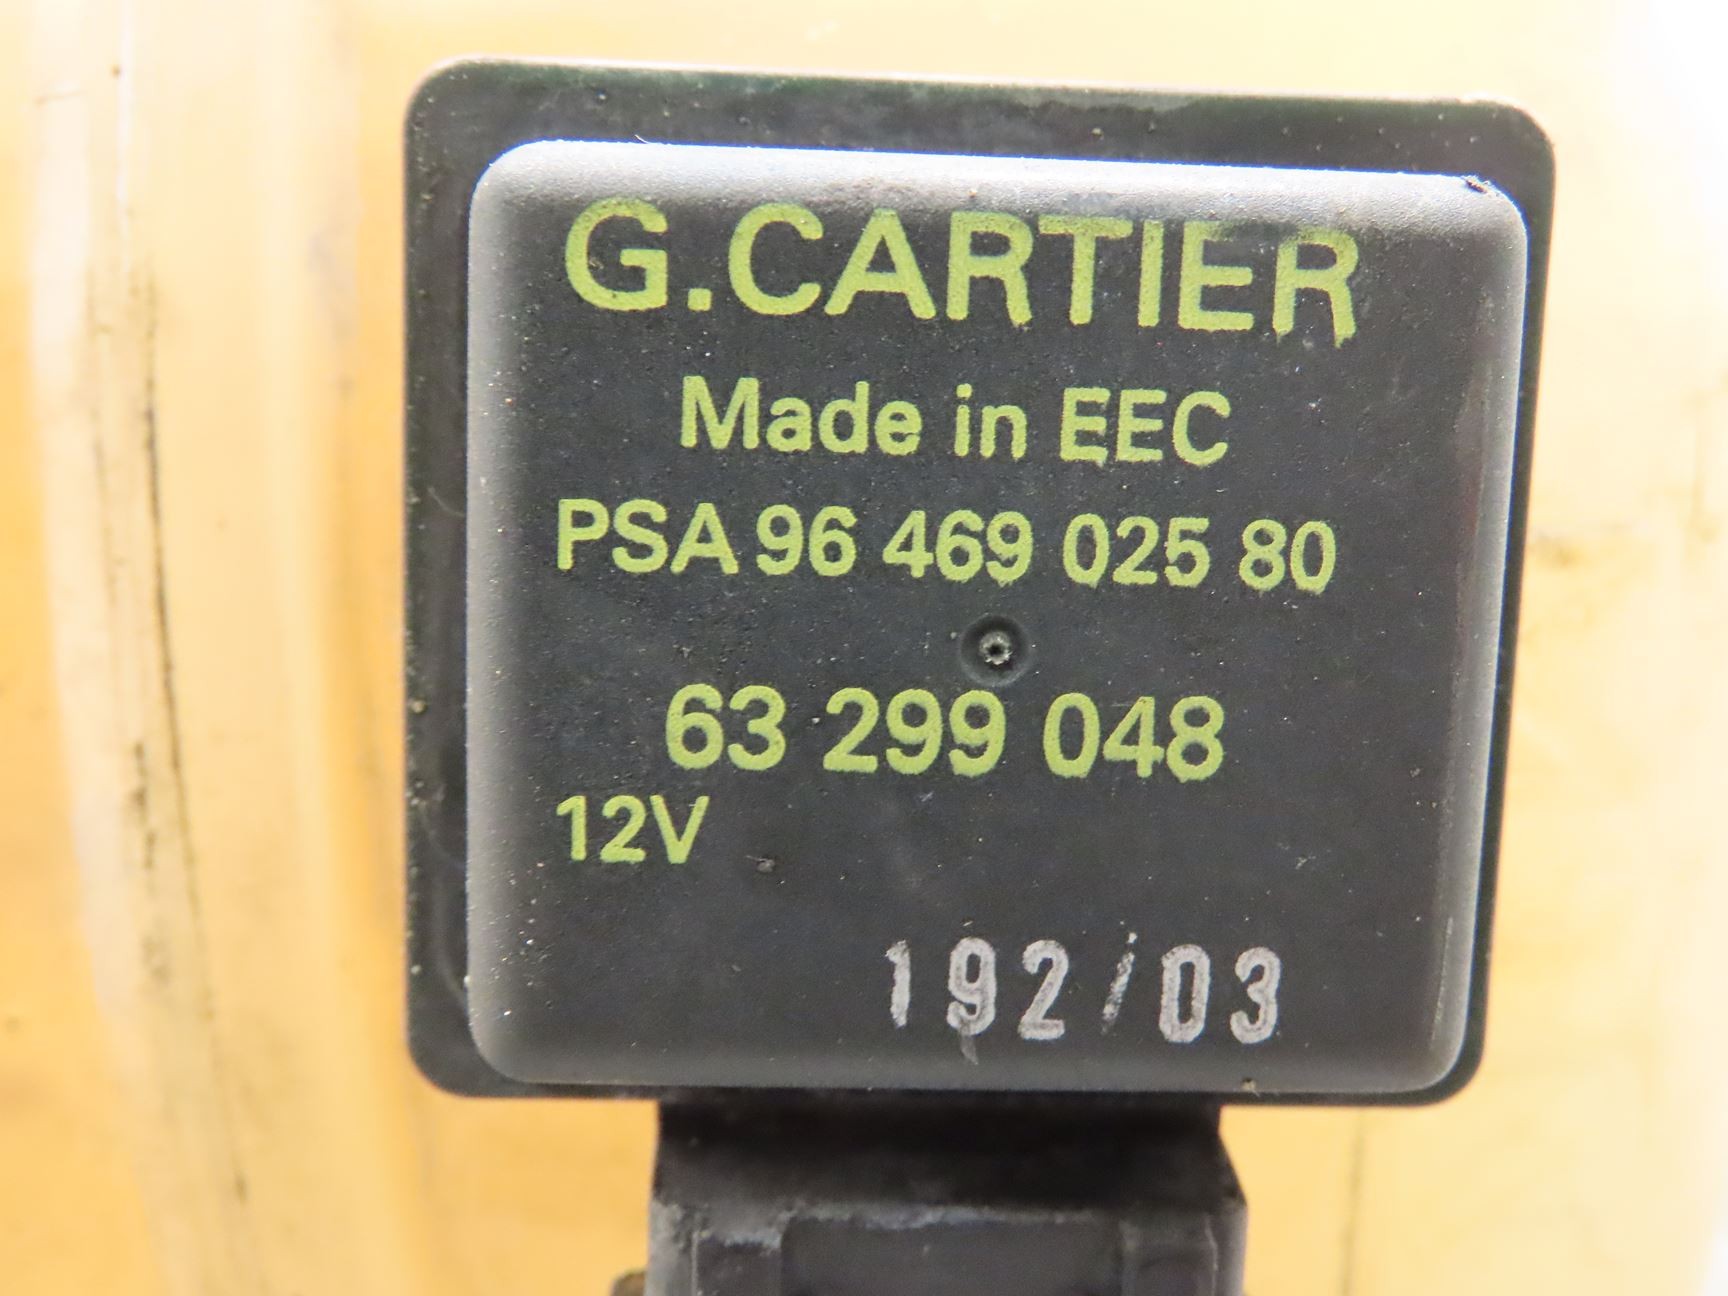 G.CARTIER
Made in EEC
PSA 96 469 025 80
63 299 048
12V
192/03